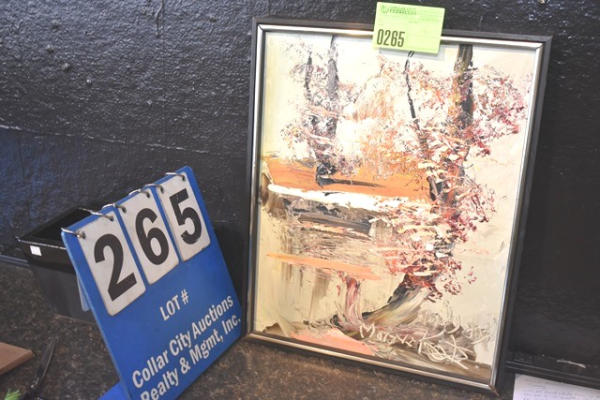 0265
265
LOT #
Collar City Auctions
Realty & Mgmt, Inc.